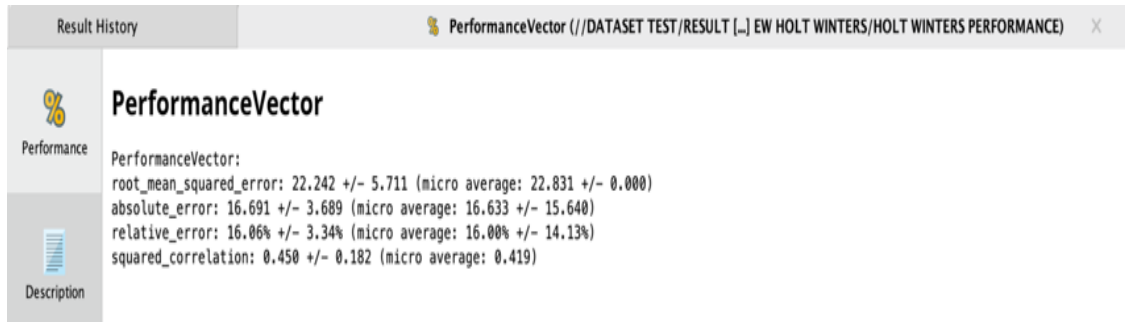 Result History
% PerformanceVector (//DATASET TEST/RESULT [...] EW HOLT WINTERS/HOLT WINTERS PERFORMANCE) X
%
Performance
PerformanceVector
PerformanceVector:
root_mean_squared_error: 22.242 +/- 5.711 (micro average: 22.831 +/- 0.000)
absolute_error: 16.691 +/- 3.689 (micro average: 16.633 +/- 15.640)
relative_error: 16.06% +/- 3.34% (micro average: 16.00% +/- 14.13%)
squared_correlation: 0.450 +/- 0.182 (micro average: 0.419)
Description